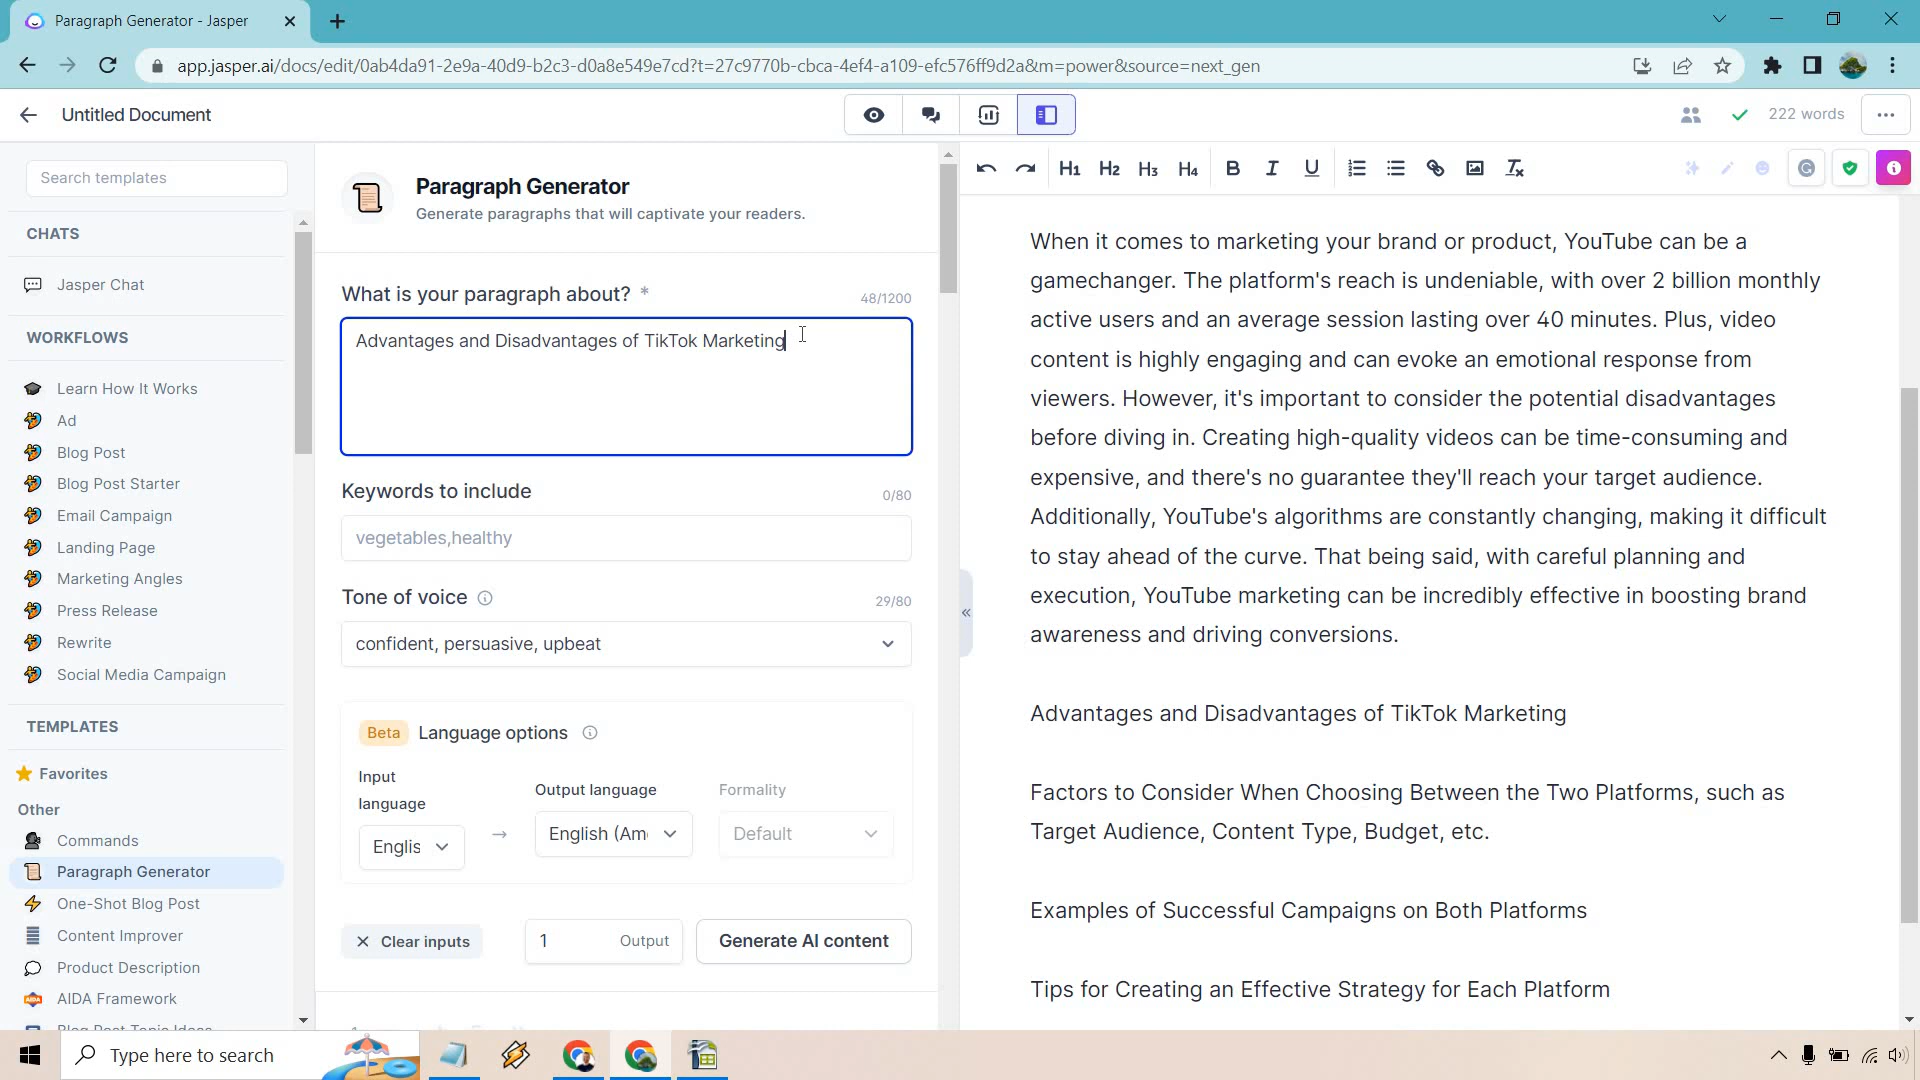 Paragraph Generator - Jasper
app.jasper.ai/docs/edit/0ab4da91-2e9a-40d9-b2c3-d0a8e549e7cd?t=27c9770b-cbca-4ef4-a109-efc576ff9d2a&m=power&source=next_gen
Untitled Document
222 words
Search templates
CHATS
Jasper Chat
WORKFLOWS
Learn How It Works
Ad
Blog Post
Blog Post Starter
Email Campaign
Landing Page
Marketing Angles
Press Release
Rewrite
Social Media Campaign
TEMPLATES
Favorites
Other
Commands
Paragraph Generator
One-Shot Blog Post
Content Improver
Product Description
AIDA Framework
Blog Post Topic Ideas
Paragraph Generator
Generate paragraphs that will captivate your readers.
What is your paragraph about? *
48/1200
Advantages and Disadvantages of TikTok Marketing
Keywords to include
0/80
vegetables,healthy
Tone of voice
29/80
confident, persuasive, upbeat
Beta Language options
Input language
Output language
Formality
Englis
English (Am
Default
Clear inputs
1 Output
Generate AI content
H1 H2 H3 H4 B I U
When it comes to marketing your brand or product, YouTube can be a
gamechanger. The platform's reach is undeniable, with over 2 billion monthly
active users and an average session lasting over 40 minutes. Plus, video
content is highly engaging and can evoke an emotional response from
viewers. However, it's important to consider the potential disadvantages
before diving in. Creating high-quality videos can be time-consuming and
expensive, and there's no guarantee they'll reach your target audience.
Additionally, YouTube's algorithms are constantly changing, making it difficult
to stay ahead of the curve. That being said, with careful planning and
execution, YouTube marketing can be incredibly effective in boosting brand
awareness and driving conversions.
Advantages and Disadvantages of TikTok Marketing
Factors to Consider When Choosing Between the Two Platforms, such as
Target Audience, Content Type, Budget, etc.
Examples of Successful Campaigns on Both Platforms
Tips for Creating an Effective Strategy for Each Platform
Type here to search